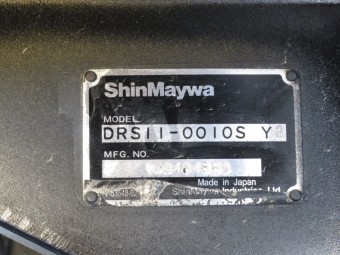 ShinMaywa
MODEL
DRS11-0010S Y
MFG. NO.
Made in Japan
ShinMaywa Industries, Ltd.